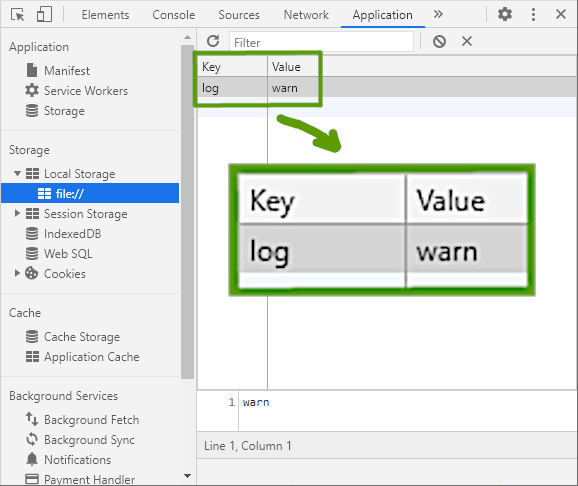 Elements Console Sources Network Application »
Application
Manifest
Service Workers
Storage
Storage
Local Storage
file://
Session Storage
IndexedDB
Web SQL
Cookies
Cache
Cache Storage
Application Cache
Background Services
Background Fetch
Background Sync
Notifications
Payment Handler
Filter
Key Value
log warn
Key Value
log warn
1 warn
Line 1, Column 1